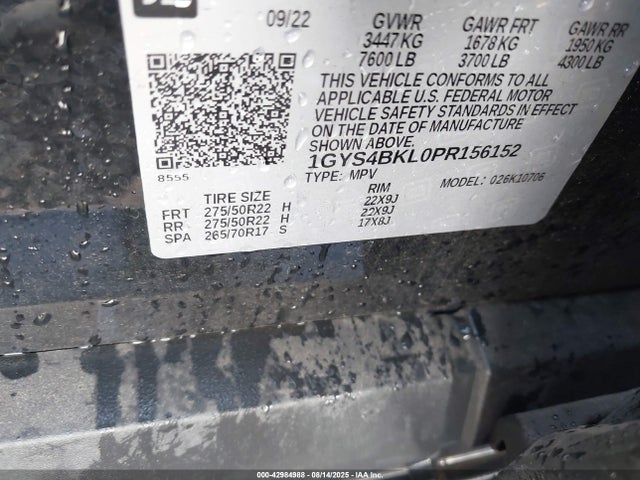 09/22 GVWR GAWR FRT GAWR RR
3447 KG 1678 KG 1950 KG
7600 LB 3700 LB 4300 LB
THIS VEHICLE CONFORMS TO ALL
APPLICABLE U.S. FEDERAL MOTOR
VEHICLE SAFETY STANDARDS IN EFFECT
ON THE DATE OF MANUFACTURE
SHOWN ABOVE.
1GYS4BKL0PR156152
8555 TYPE: MPV MODEL: 026K10706
TIRE SIZE RIM
FRT 275/50R22 H 22X9J
RR 275/50R22 H 22X9J
SPA 265/70R17 S 17X8J
000-42984988 - 08/14/2025 - IAA Inc.